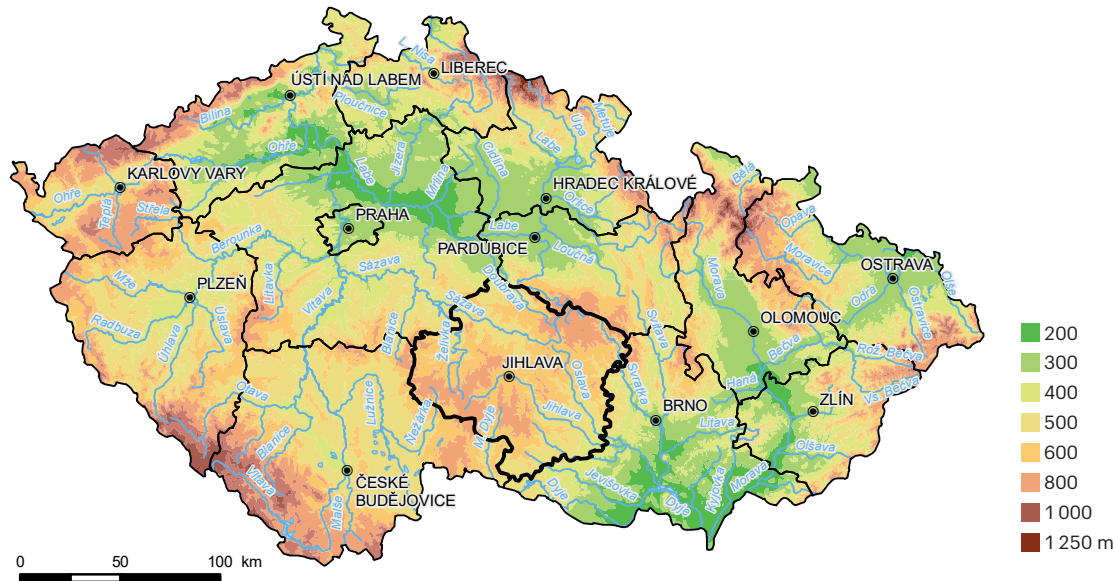 L. Nisa
LIBEREC
ÚSTÍ NAD LABEM
Ploučnice
Bílina
Metuje
Úpa
Labe
Ohře
Jizera
Cidlina
Mrlina
Labe
KARLOVY VARY
Ohře
Teplá
Střela
HRADEC KRÁLOVÉ
Orlice
Bělá
PRAHA
Opava
Labe
PARDUBICE
Loučná
Berounka
Sázava
Moravice
OSTRAVA
Olše
Mže
PLZEŇ
Litavka
Vltava
Doubrava
Morava
Odra
Ostravice
Radbuza
Úhlava
Úslava
Sázava
Blanice
Želivka
Svitava
OLOMOUC
Bečva
Rož. Bečva
JIHLAVA
Oslava
Svratka
Haná
Vs. Bečva
Otava
Lužnice
Nežárka
M. Dyje
Jihlava
BRNO
Litava
ZLÍN
Blanice
Olšava
Vltava
ČESKÉ
BUDĚJOVICE
Malše
Dyje
Jevišovka
Dyje
Kyjovka
Morava
200
300
400
500
600
800
1 000
1 250 m
0 50 100 km